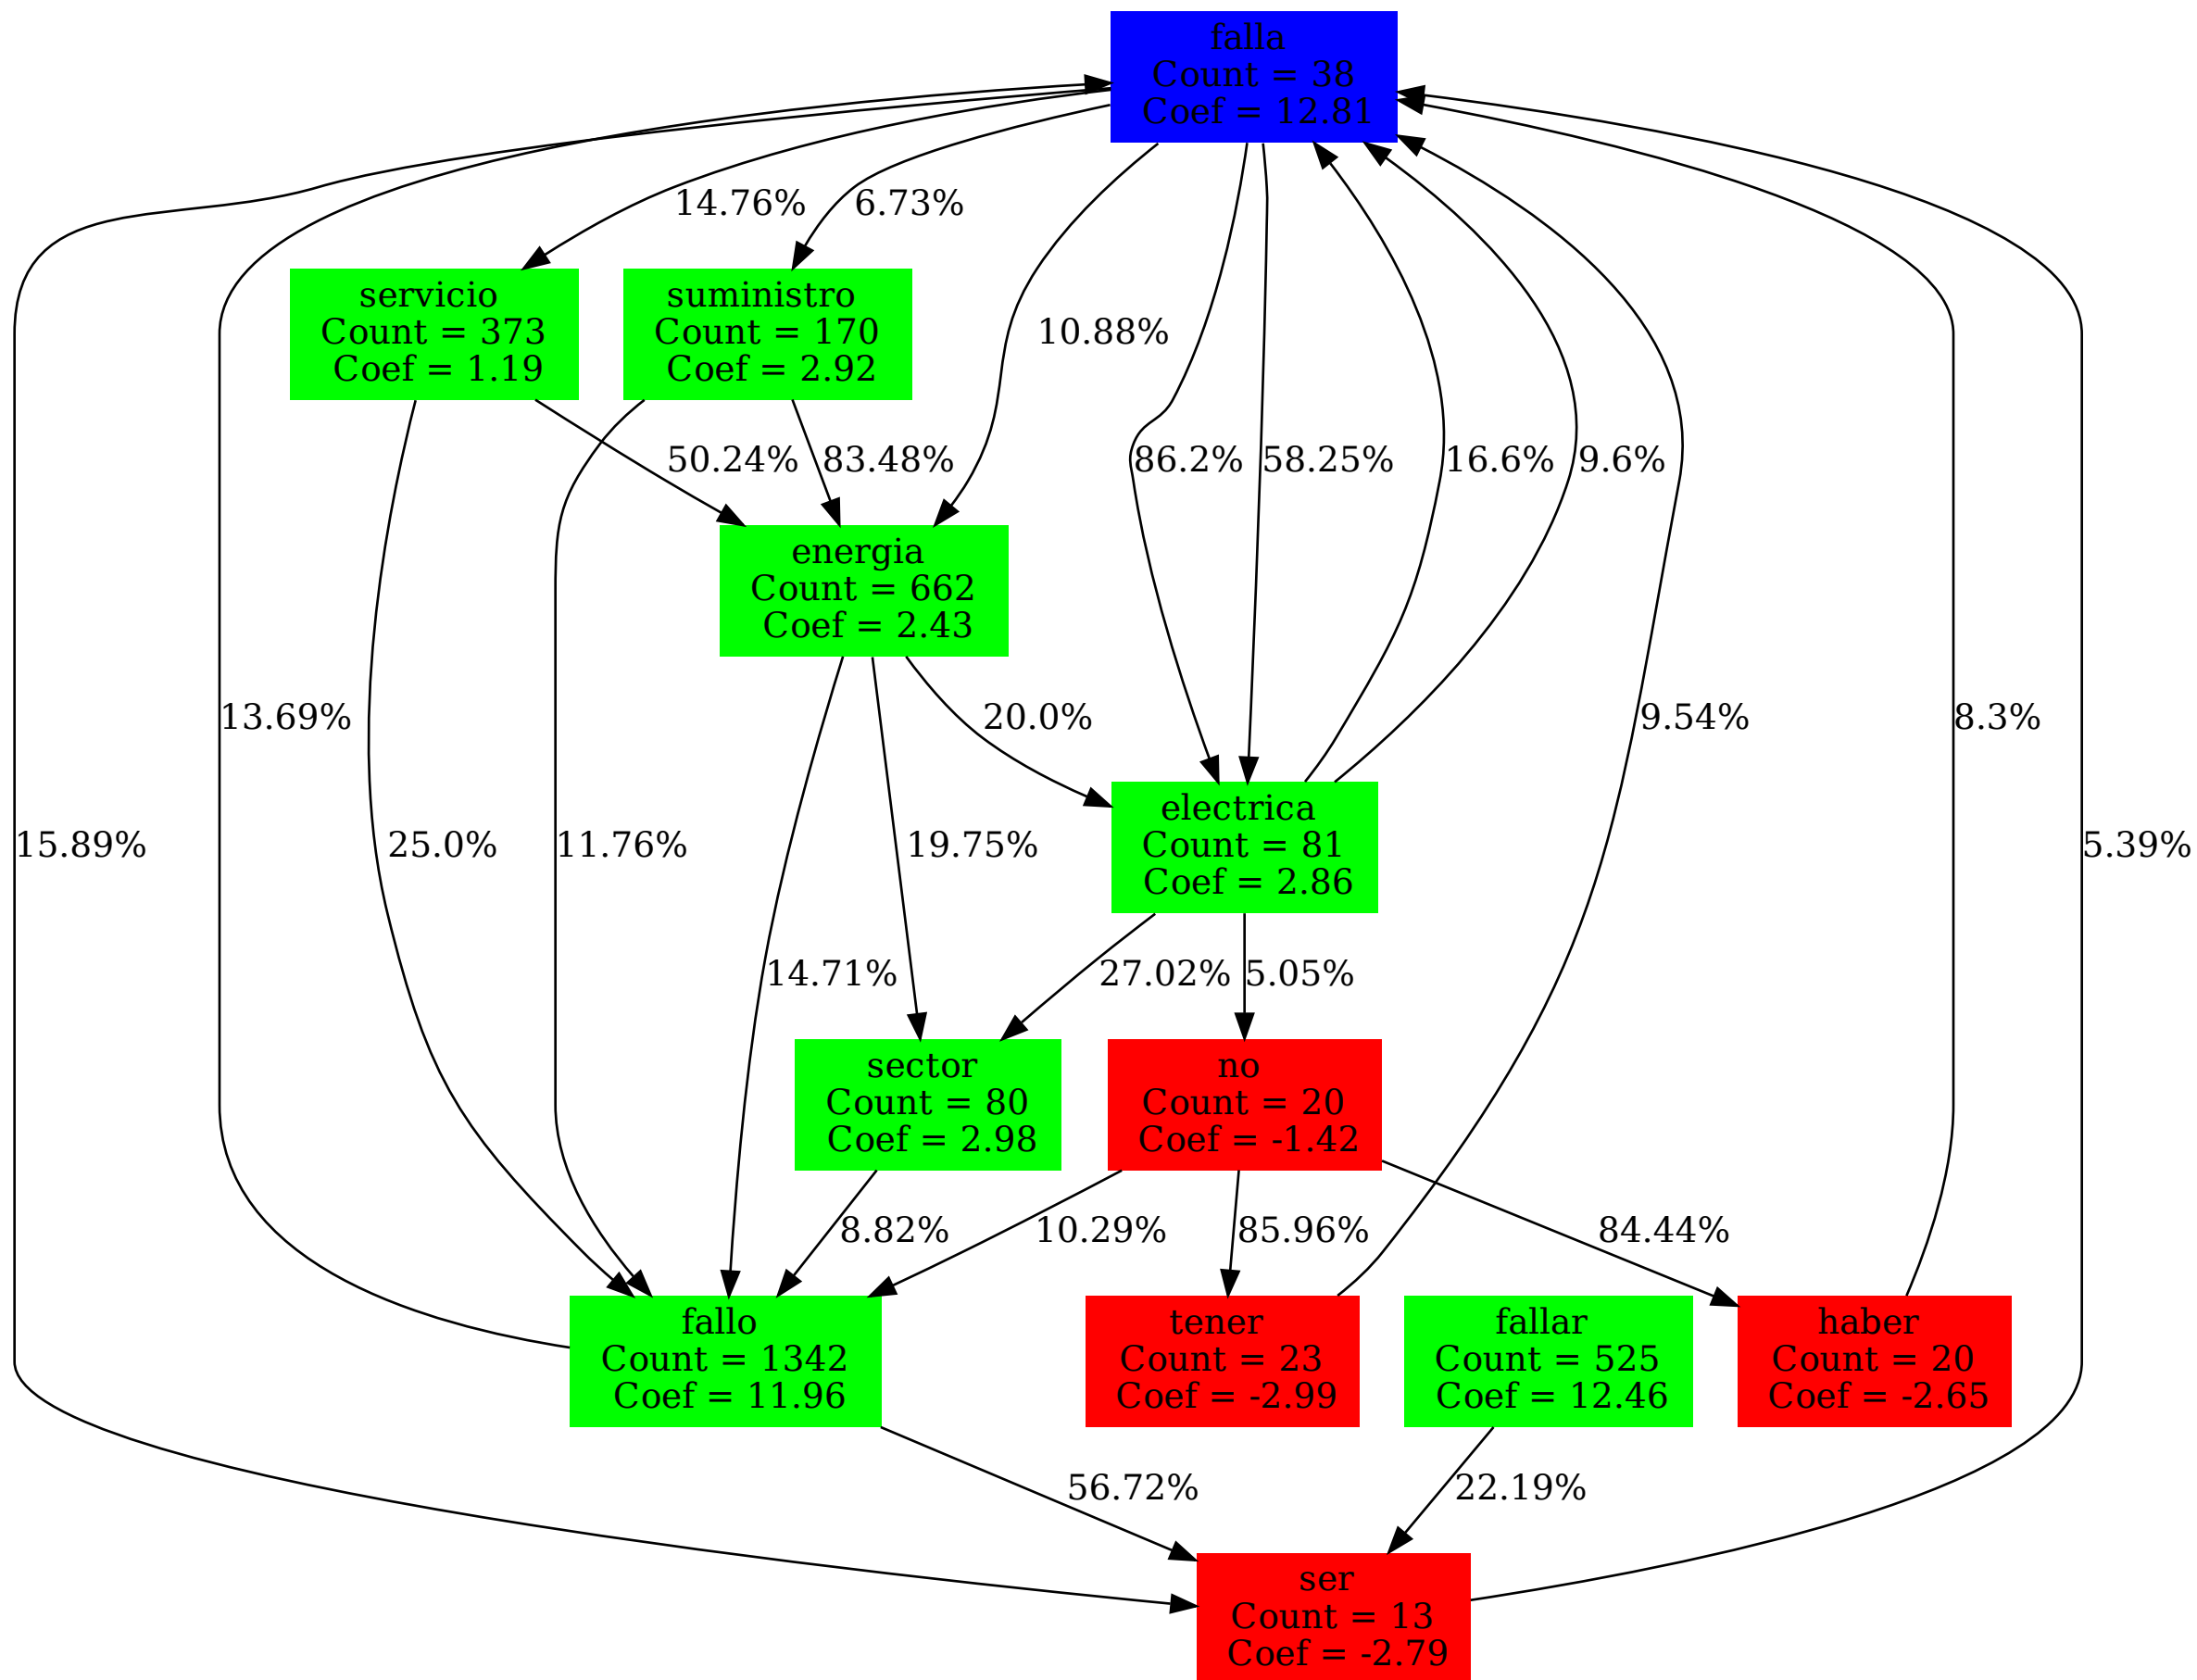 falla
Count = 38
Coef = 12.81
14.76%
6.73%
servicio
Count = 373
Coef = 1.19
suministro
Count = 170
Coef = 2.92
10.88%
50.24%
83.48%
86.2%
58.25%
16.6%
9.6%
energia
Count = 662
Coef = 2.43
13.69%
20.0%
9.54%
8.3%
electrica
Count = 81
Coef = 2.86
15.89%
25.0%
11.76%
19.75%
5.39%
14.71%
27.02%
5.05%
sector
Count = 80
Coef = 2.98
no
Count = 20
Coef = -1.42
8.82%
10.29%
85.96%
84.44%
fallo
Count = 1342
Coef = 11.96
tener
Count = 23
Coef = -2.99
fallar
Count = 525
Coef = 12.46
haber
Count = 20
Coef = -2.65
56.72%
22.19%
ser
Count = 13
Coef = -2.79